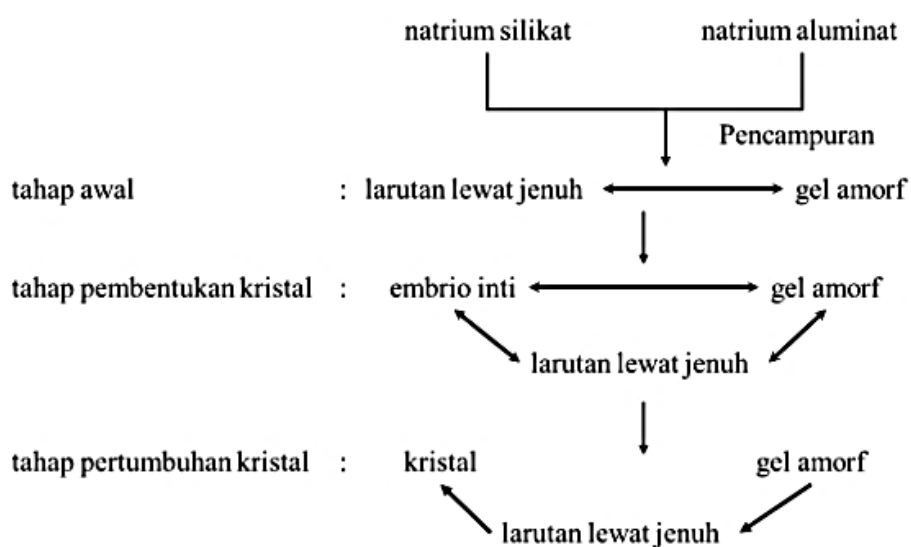 natrium silikat natrium aluminat
Pencampuran
tahap awal : larutan lewat jenuh gel amorf
tahap pembentukan kristal : embrio inti gel amorf
larutan lewat jenuh
tahap pertumbuhan kristal : kristal gel amorf
larutan lewat jenuh